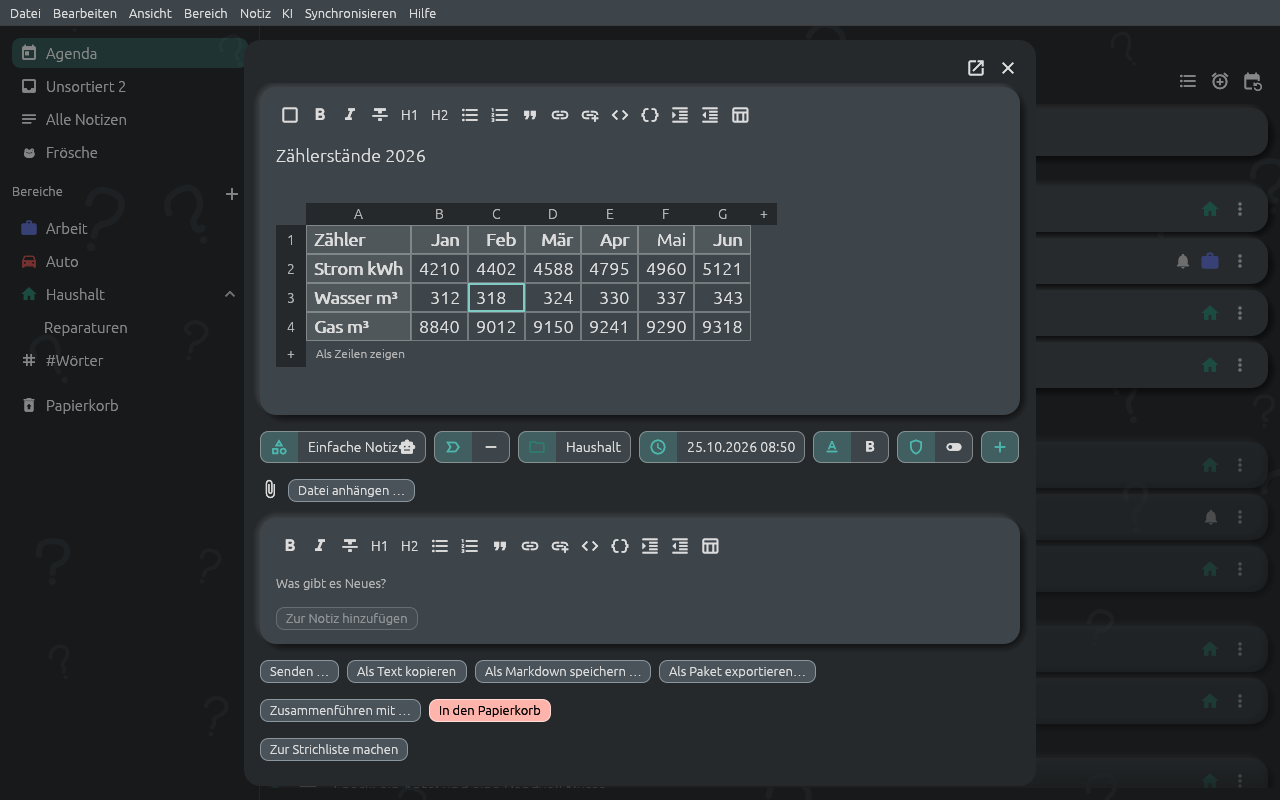 Datei Bearbeiten Ansicht Bereich Notiz KI Synchronisieren Hilfe
Agenda
Unsortiert 2
Alle Notizen
Frösche
Bereiche
Arbeit
Auto
Haushalt
Reparaturen
#Wörter
Papierkorb
H1 H2
Zählerstände 2026
A B C D E F G +
1 Zähler Jan Feb Mär Apr Mai Jun
2 Strom kWh 4210 4402 4588 4795 4960 5121
3 Wasser m³ 312 318 324 330 337 343
4 Gas m³ 8840 9012 9150 9241 9290 9318
+ Als Zeilen zeigen
Einfache Notiz Haushalt 25.10.2026 08:50 A B
Datei anhängen ...
B I H1 H2
Was gibt es Neues?
Zur Notiz hinzufügen
Senden ... Als Text kopieren Als Markdown speichern ... Als Paket exportieren...
Zusammenführen mit ... In den Papierkorb
Zur Strichliste machen